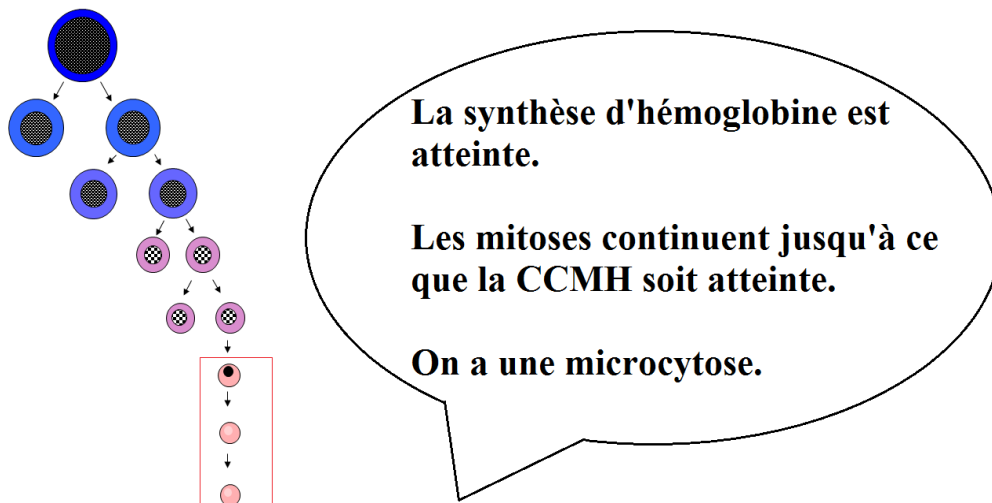 La synthèse d'hémoglobine est
atteinte.
Les mitoses continuent jusqu'à ce
que la CCMH soit atteinte.
On a une microcytose.